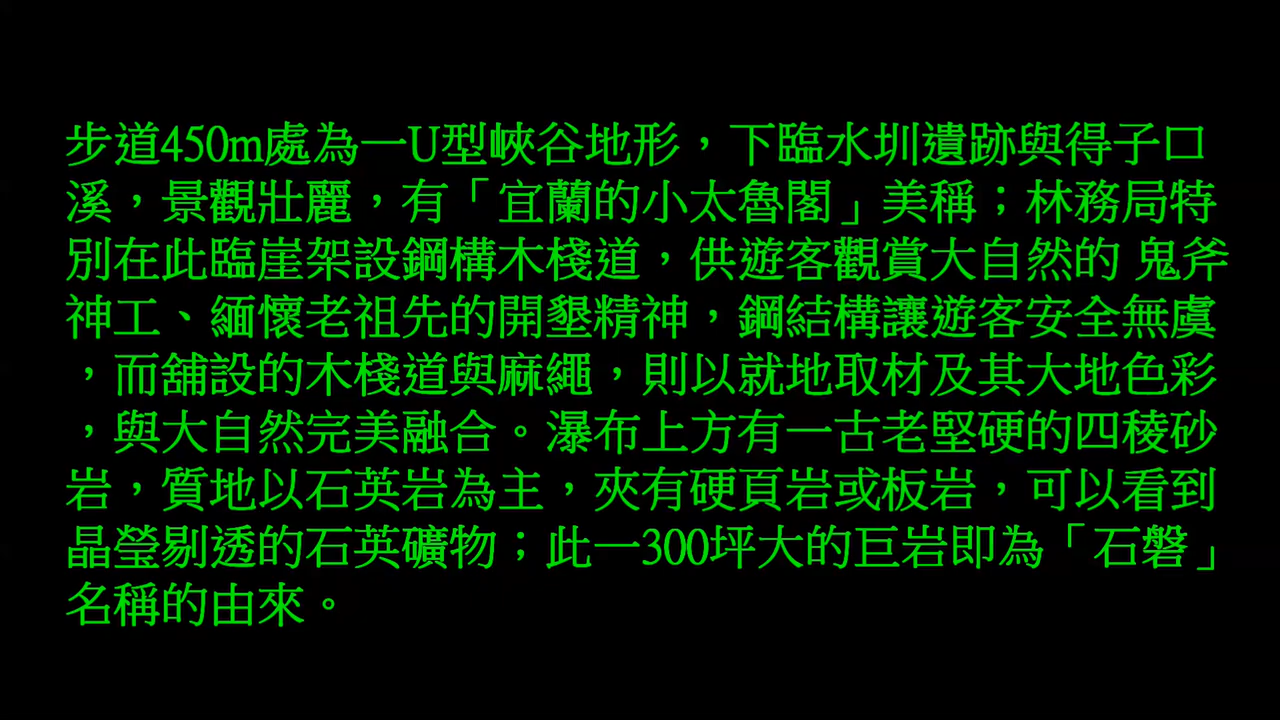 步道450m處為一U型峽谷地形，下臨水圳遺跡與得子口
溪，景觀壯麗，有「宜蘭的小太魯閣」美稱；林務局特
別在此臨崖架設鋼構木棧道，供遊客觀賞大自然的 鬼斧
神工、緬懷老祖先的開墾精神，鋼結構讓遊客安全無虞
，而舖設的木棧道與麻繩，則以就地取材及其大地色彩
，與大自然完美融合。瀑布上方有一古老堅硬的四稜砂
岩，質地以石英岩為主，夾有硬頁岩或板岩，可以看到
晶瑩剔透的石英礦物；此一300坪大的巨岩即為「石磐」
名稱的由來。